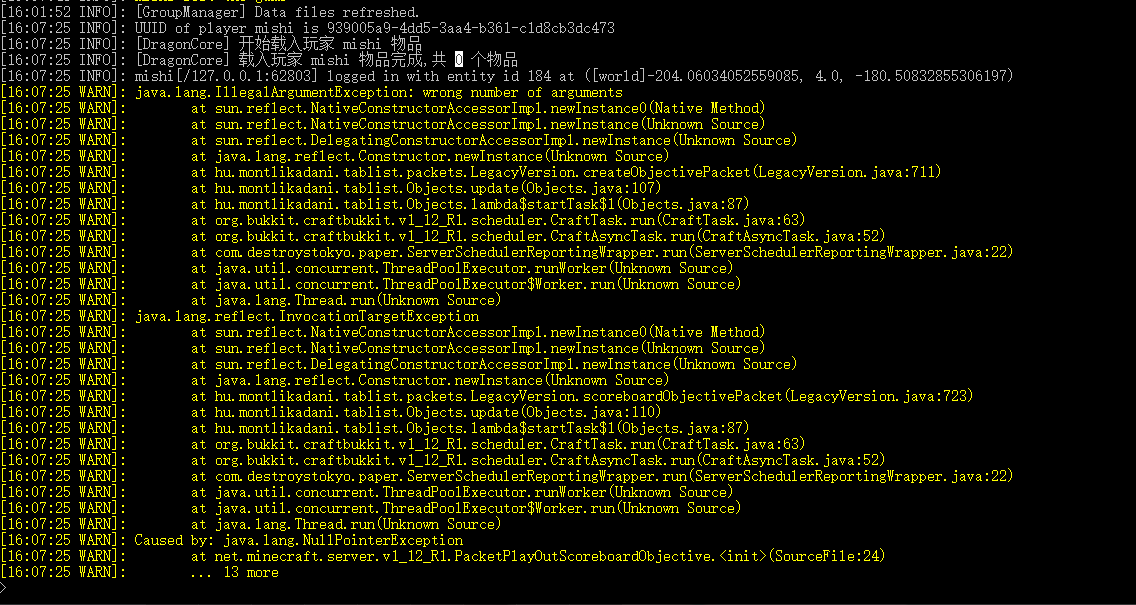 [16:01:52 INFO]: [GroupManager] Data files refreshed.
[16:07:25 INFO]: UUID of player mishi is 939005a9-4dd5-3aa4-b361-c1d8cb3dc473
[16:07:25 INFO]: [DragonCore] 开始载入玩家 mishi 物品
[16:07:25 INFO]: [DragonCore] 载入玩家 mishi 物品完成,共 0 个物品
[16:07:25 INFO]: mishi[/127.0.0.1:62803] logged in with entity id 184 at ([world]-204.06034052559085, 4.0, -180.50832855306197)
[16:07:25 WARN]: java.lang.IllegalArgumentException: wrong number of arguments
[16:07:25 WARN]: at sun.reflect.NativeConstructorAccessorImpl.newInstance0(Native Method)
[16:07:25 WARN]: at sun.reflect.NativeConstructorAccessorImpl.newInstance(Unknown Source)
[16:07:25 WARN]: at sun.reflect.DelegatingConstructorAccessorImpl.newInstance(Unknown Source)
[16:07:25 WARN]: at java.lang.reflect.Constructor.newInstance(Unknown Source)
[16:07:25 WARN]: at hu.montlikadani.tablist.packets.LegacyVersion.createObjectivePacket(LegacyVersion.java:711)
[16:07:25 WARN]: at hu.montlikadani.tablist.Objects.update(Objects.java:107)
[16:07:25 WARN]: at hu.montlikadani.tablist.Objects.lambda$startTask$1(Objects.java:87)
[16:07:25 WARN]: at org.bukkit.craftbukkit.v1_12_R1.scheduler.CraftTask.run(CraftTask.java:63)
[16:07:25 WARN]: at org.bukkit.craftbukkit.v1_12_R1.scheduler.CraftAsyncTask.run(CraftAsyncTask.java:52)
[16:07:25 WARN]: at com.destroystokyo.paper.ServerSchedulerReportingWrapper.run(ServerSchedulerReportingWrapper.java:22)
[16:07:25 WARN]: at java.util.concurrent.ThreadPoolExecutor.runWorker(Unknown Source)
[16:07:25 WARN]: at java.util.concurrent.ThreadPoolExecutor$Worker.run(Unknown Source)
[16:07:25 WARN]: at java.lang.Thread.run(Unknown Source)
[16:07:25 WARN]: java.lang.reflect.InvocationTargetException
[16:07:25 WARN]: at sun.reflect.NativeConstructorAccessorImpl.newInstance0(Native Method)
[16:07:25 WARN]: at sun.reflect.NativeConstructorAccessorImpl.newInstance(Unknown Source)
[16:07:25 WARN]: at sun.reflect.DelegatingConstructorAccessorImpl.newInstance(Unknown Source)
[16:07:25 WARN]: at java.lang.reflect.Constructor.newInstance(Unknown Source)
[16:07:25 WARN]: at hu.montlikadani.tablist.packets.LegacyVersion.scoreboardObjectivePacket(LegacyVersion.java:723)
[16:07:25 WARN]: at hu.montlikadani.tablist.Objects.update(Objects.java:110)
[16:07:25 WARN]: at hu.montlikadani.tablist.Objects.lambda$startTask$1(Objects.java:87)
[16:07:25 WARN]: at org.bukkit.craftbukkit.v1_12_R1.scheduler.CraftTask.run(CraftTask.java:63)
[16:07:25 WARN]: at org.bukkit.craftbukkit.v1_12_R1.scheduler.CraftAsyncTask.run(CraftAsyncTask.java:52)
[16:07:25 WARN]: at com.destroystokyo.paper.ServerSchedulerReportingWrapper.run(ServerSchedulerReportingWrapper.java:22)
[16:07:25 WARN]: at java.util.concurrent.ThreadPoolExecutor.runWorker(Unknown Source)
[16:07:25 WARN]: at java.util.concurrent.ThreadPoolExecutor$Worker.run(Unknown Source)
[16:07:25 WARN]: at java.lang.Thread.run(Unknown Source)
[16:07:25 WARN]: Caused by: java.lang.NullPointerException
[16:07:25 WARN]: at net.minecraft.server.v1_12_R1.PacketPlayOutScoreboardObjective.<init>(SourceFile:24)
[16:07:25 WARN]: ... 13 more
>